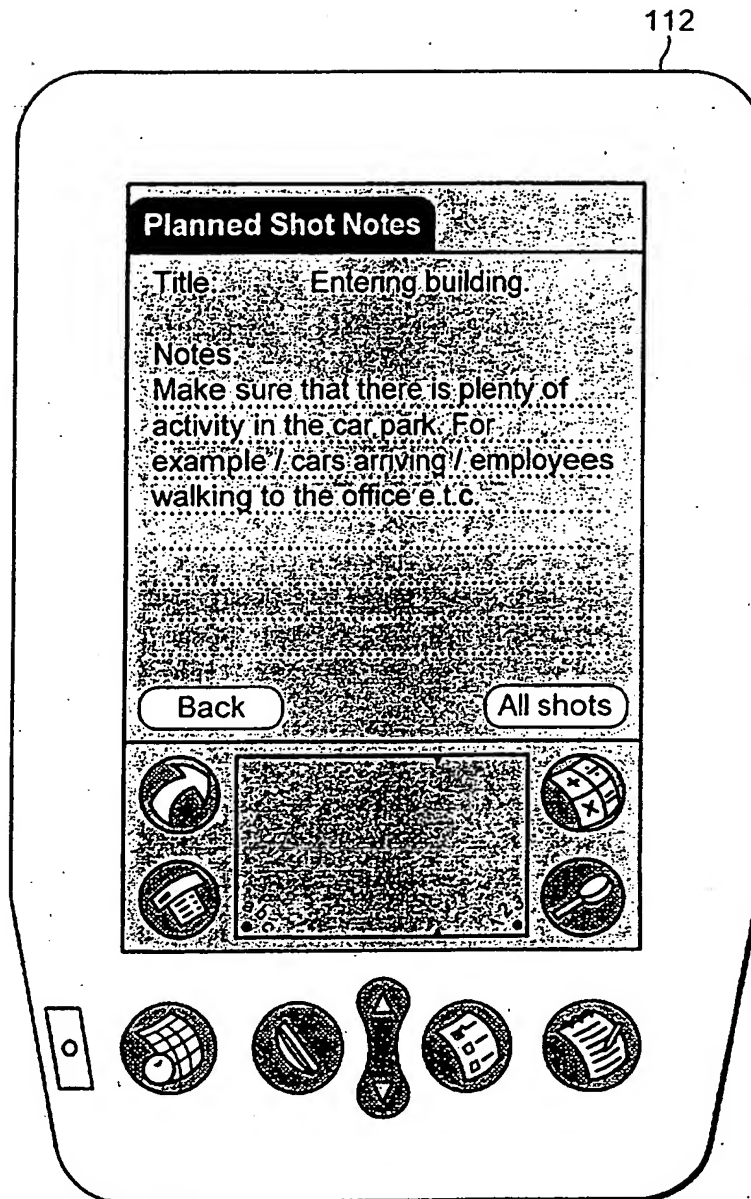 112
Planned Shot Notes
Title: Entering building.
Notes:
Make sure that there is plenty of
activity in the car park. For
example / cars arriving / employees
walking to the office e.t.c.
Back
All shots